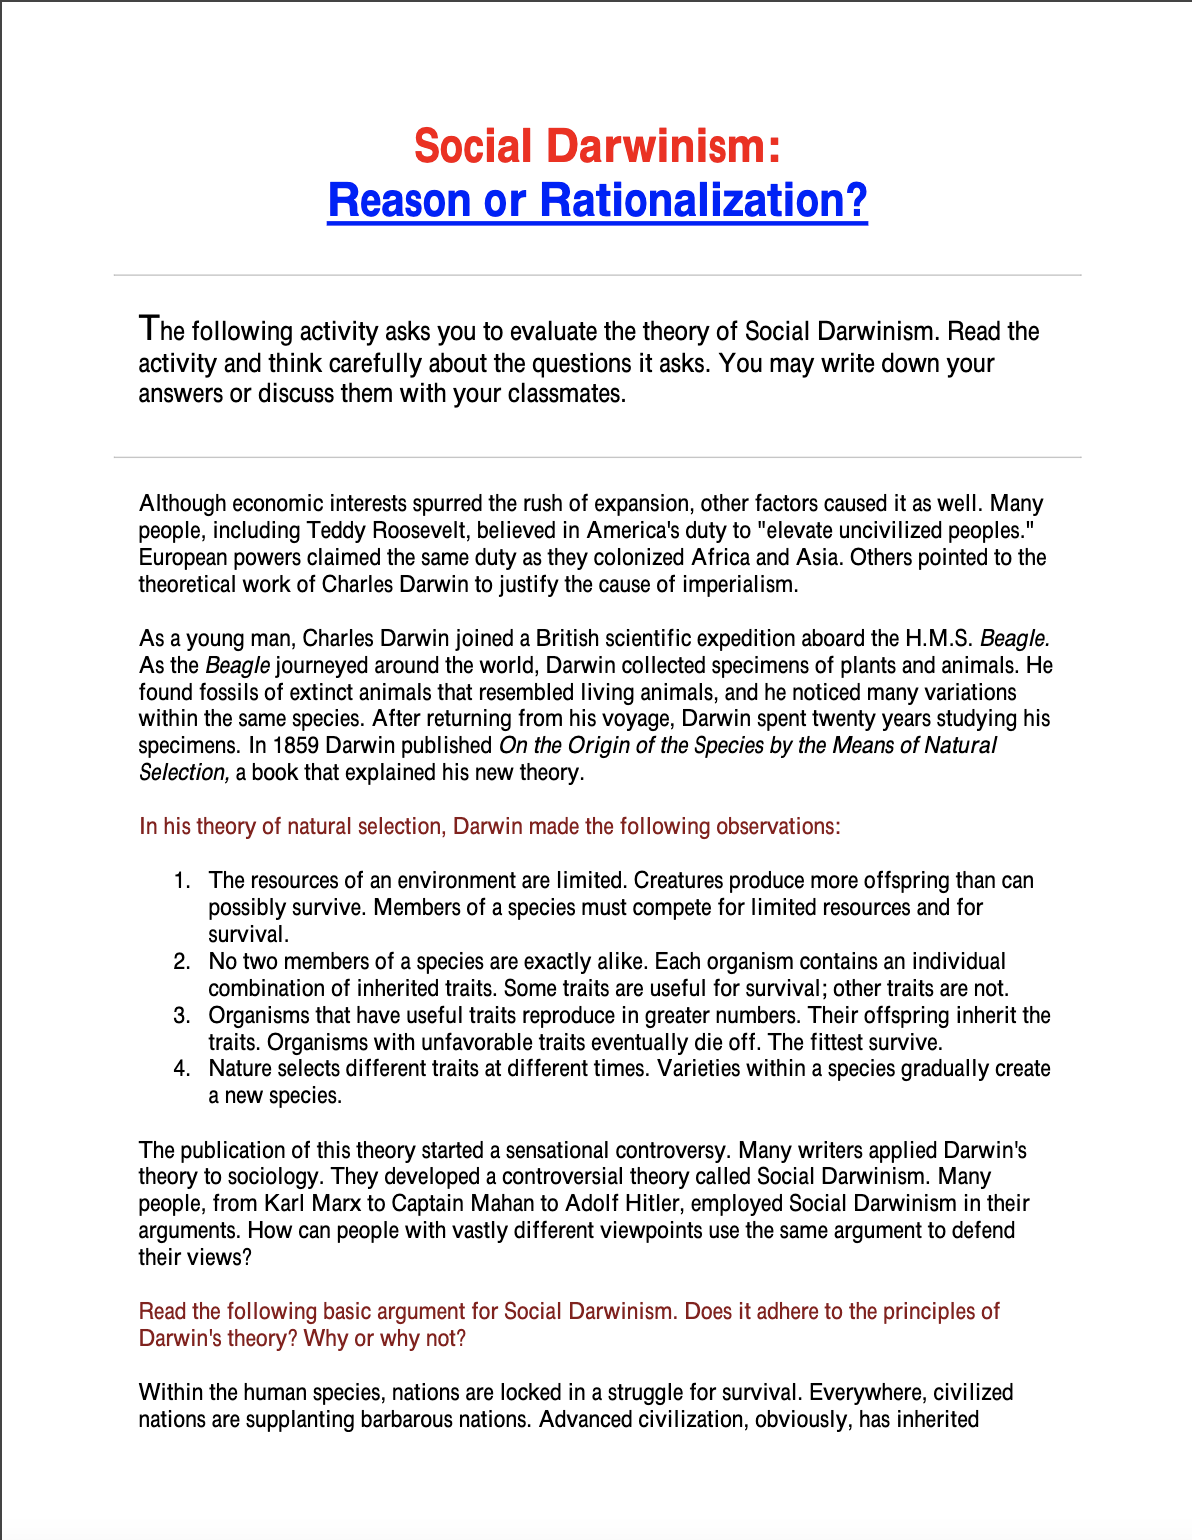 Social Darwinism:
Reason or Rationalization?
The following activity asks you to evaluate the theory of Social Darwinism. Read the
activity and think carefully about the questions it asks. You may write down your
answers or discuss them with your classmates.
Although economic interests spurred the rush of expansion, other factors caused it as well. Many
people, including Teddy Roosevelt, believed in America's duty to "elevate uncivilized peoples."
European powers claimed the same duty as they colonized Africa and Asia. Others pointed to the
theoretical work of Charles Darwin to justify the cause of imperialism.
As a young man, Charles Darwin joined a British scientific expedition aboard the H.M.S. Beagle.
As the Beagle journeyed around the world, Darwin collected specimens of plants and animals. He
found fossils of extinct animals that resembled living animals, and he noticed many variations
within the same species. After returning from his voyage, Darwin spent twenty years studying his
specimens. In 1859 Darwin published On the Origin of the Species by the Means of Natural
Selection, a book that explained his new theory.
In his theory of natural selection, Darwin made the following observations:
1. The resources of an environment are limited. Creatures produce more offspring than can
possibly survive. Members of a species must compete for limited resources and for
survival.
2. No two members of a species are exactly alike. Each organism contains an individual
combination of inherited traits. Some traits are useful for survival; other traits are not.
3. Organisms that have useful traits reproduce in greater numbers. Their offspring inherit the
traits. Organisms with unfavorable traits eventually die off. The fittest survive.
4. Nature selects different traits at different times. Varieties within a species gradually create
a new species.
The publication of this theory started a sensational controversy. Many writers applied Darwin's
theory to sociology. They developed a controversial theory called Social Darwinism. Many
people, from Karl Marx to Captain Mahan to Adolf Hitler, employed Social Darwinism in their
arguments. How can people with vastly different viewpoints use the same argument to defend
their views?
Read the following basic argument for Social Darwinism. Does it adhere to the principles of
Darwin's theory? Why or why not?
Within the human species, nations are locked in a struggle for survival. Everywhere, civilized
nations are supplanting barbarous nations. Advanced civilization, obviously, has inherited